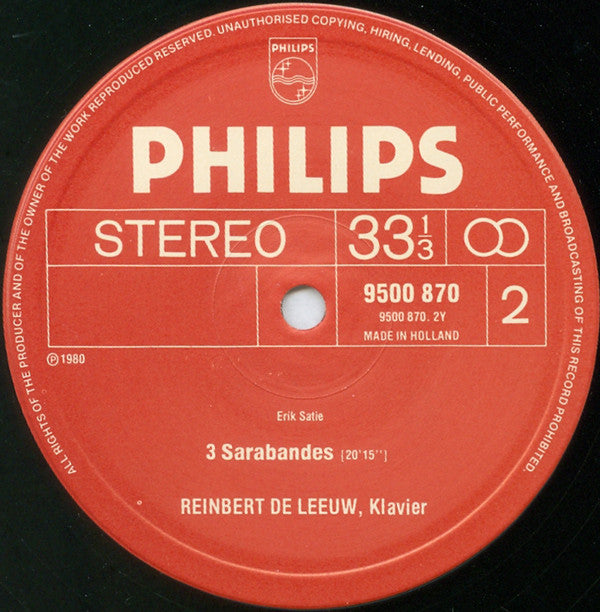 ALL RIGHTS OF THE PRODUCER AND OF THE OWNER OF THE WORK REPRODUCED RESERVED. UNAUTHORISED COPYING, HIRING, LENDING, PUBLIC PERFORMANCE AND BROADCASTING OF THIS RECORD PROHIBITED.
PHILIPS
PHILIPS
STEREO
33 1/3
9500 870
9500 870. 2Y
MADE IN HOLLAND
2
℗ 1980
Erik Satie
3 Sarabandes [20'15'']
REINBERT DE LEEUW, Klavier